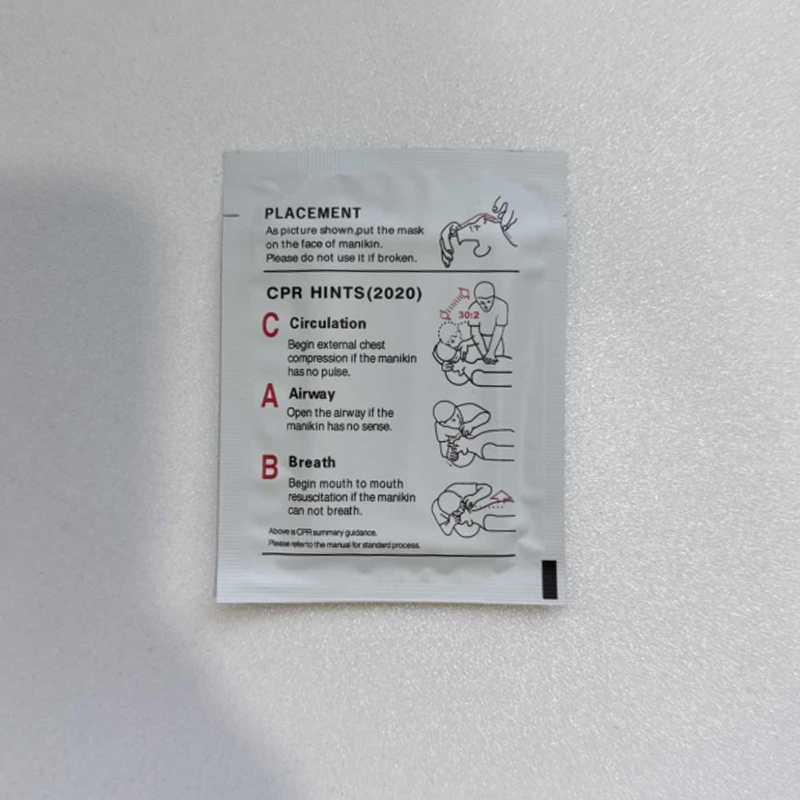 PLACEMENT
As picture shown,put the mask
on the face of manikin.
Please do not use it if broken.
CPR HINTS(2020)
30:2
C Circulation
Begin external chest
compression if the manikin
has no pulse.
A Airway
Open the airway if the
manikin has no sense.
B Breath
Begin mouth to mouth
resuscitation if the manikin
can not breath.
Above is CPR summary guidance.
Please refer to the manual for standard process.